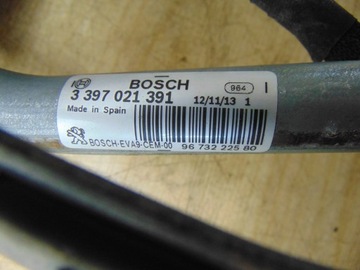 BOSCH
964 I
3 397 021 391
12/11/13 1
Made in Spain
BOSCH-EVA9-CEM-00
96 732 225 80